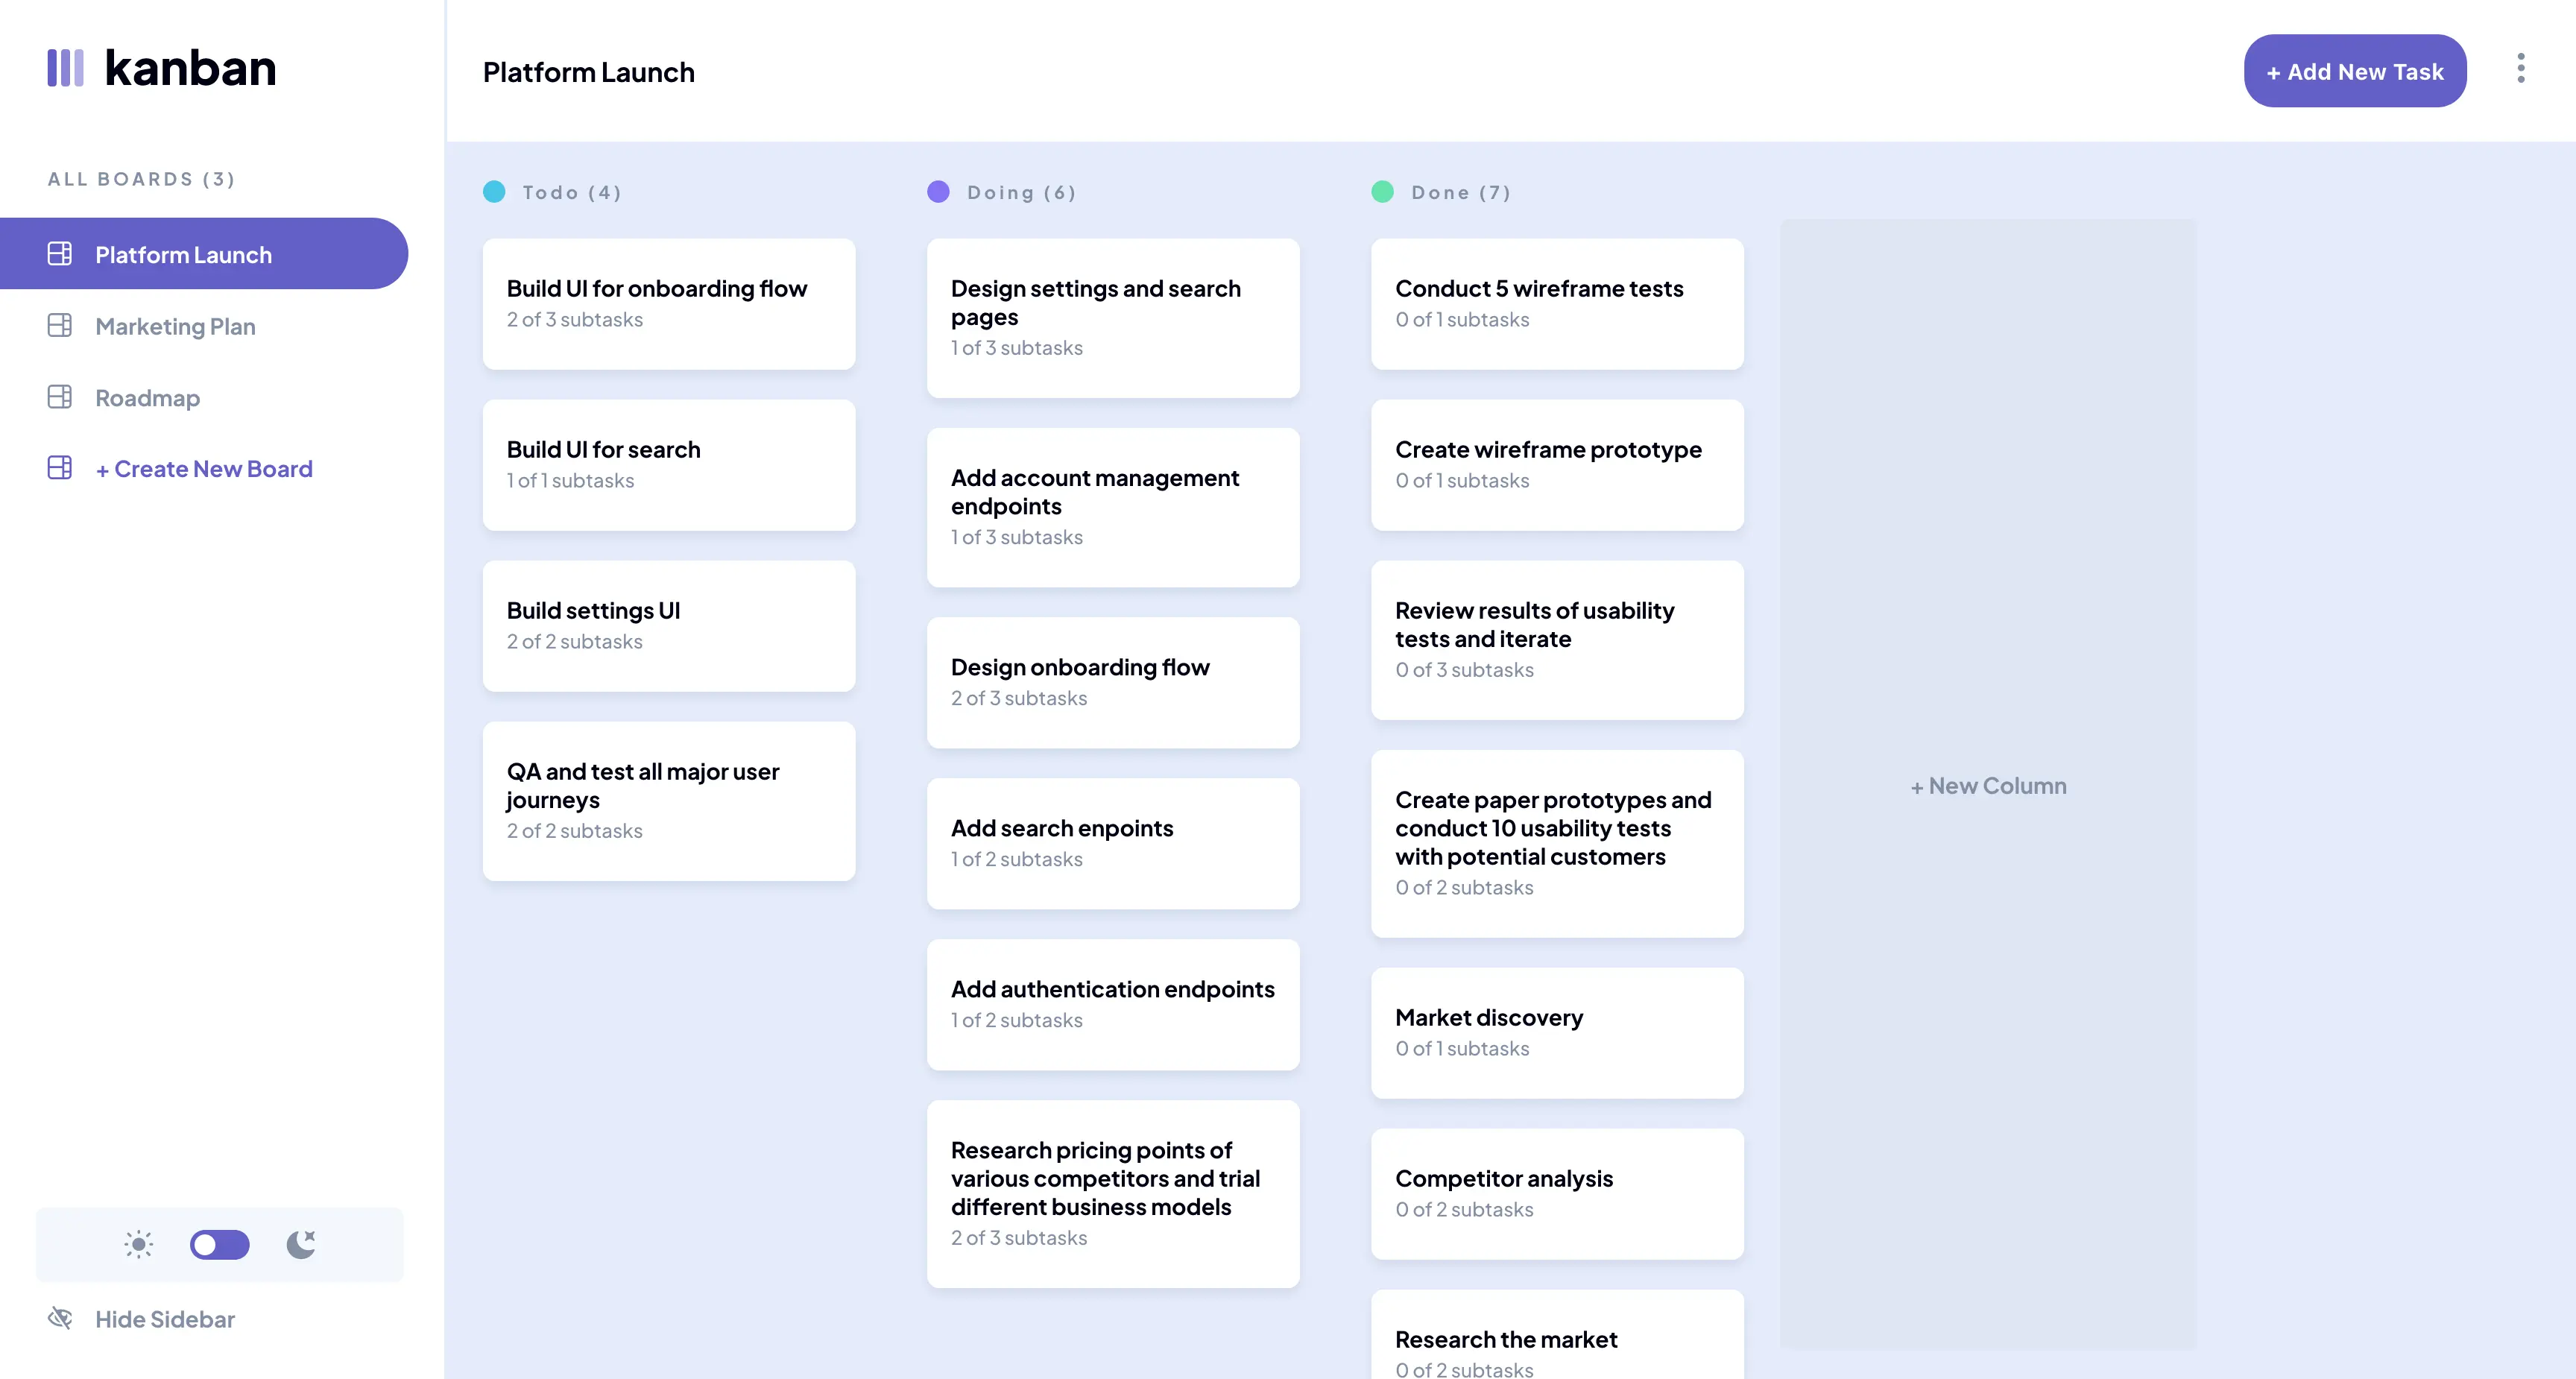 kanban
ALL BOARDS (3)
Platform Launch
Marketing Plan
Roadmap
+ Create New Board
Hide Sidebar
Platform Launch
+ Add New Task
Todo (4)
Build UI for onboarding flow
2 of 3 subtasks
Build UI for search
1 of 1 subtasks
Build settings UI
2 of 2 subtasks
QA and test all major user
journeys
2 of 2 subtasks
Doing (6)
Design settings and search
pages
1 of 3 subtasks
Add account management
endpoints
1 of 3 subtasks
Design onboarding flow
2 of 3 subtasks
Add search enpoints
1 of 2 subtasks
Add authentication endpoints
1 of 2 subtasks
Research pricing points of
various competitors and trial
different business models
2 of 3 subtasks
Done (7)
Conduct 5 wireframe tests
0 of 1 subtasks
Create wireframe prototype
0 of 1 subtasks
Review results of usability
tests and iterate
0 of 3 subtasks
Create paper prototypes and
conduct 10 usability tests
with potential customers
0 of 2 subtasks
Market discovery
0 of 1 subtasks
Competitor analysis
0 of 2 subtasks
Research the market
0 of 2 subtasks
+ New Column